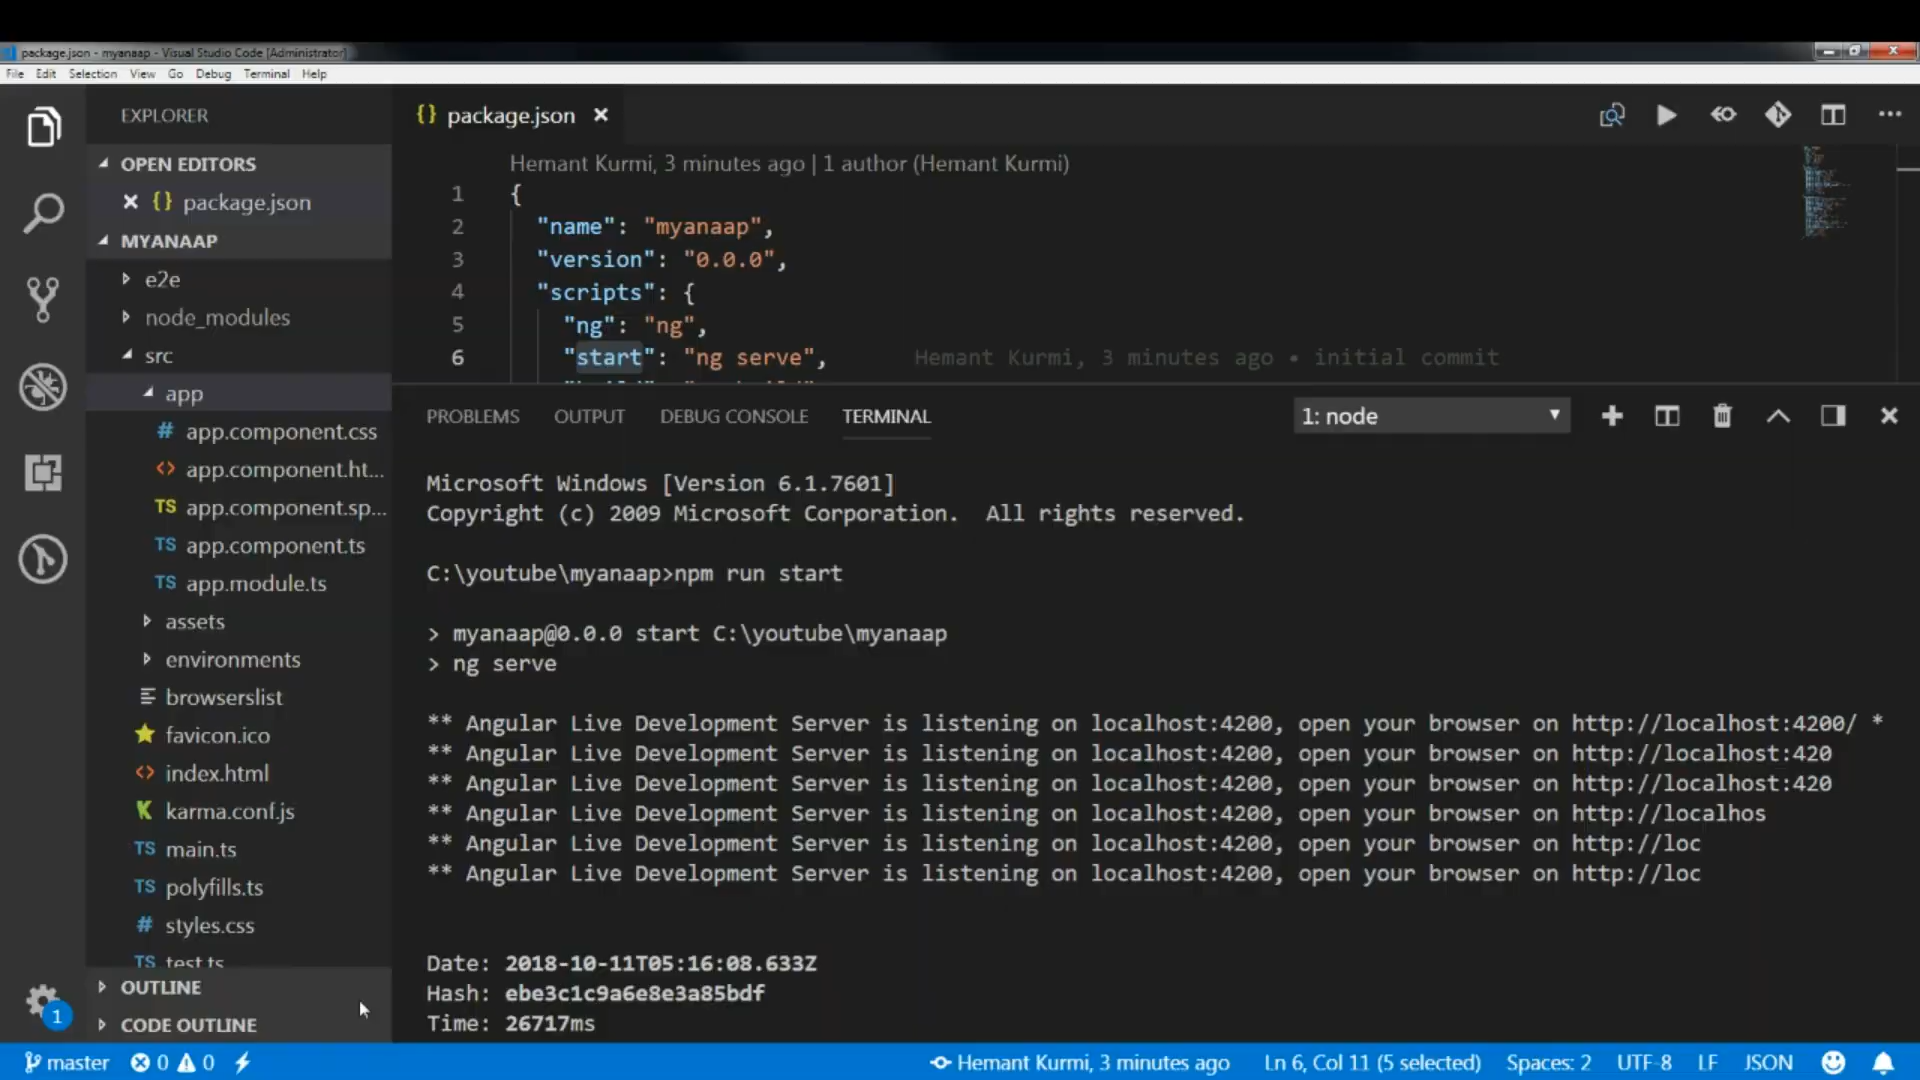 package.json - myanaap - Visual Studio Code [Administrator]
File Edit Selection View Go Debug Terminal Help
EXPLORER
OPEN EDITORS
{} package.json
MYANAAP
e2e
node_modules
src
app
# app.component.css
<> app.component.ht...
TS app.component.sp...
TS app.component.ts
TS app.module.ts
assets
environments
browserslist
favicon.ico
<> index.html
K karma.conf.js
TS main.ts
TS polyfills.ts
# styles.css
TS test.ts
OUTLINE
CODE OUTLINE
1
{} package.json
Hemant Kurmi, 3 minutes ago | 1 author (Hemant Kurmi)
1 {
2 "name": "myanaap",
3 "version": "0.0.0",
4 "scripts": {
5 "ng": "ng",
6 "start": "ng serve", Hemant Kurmi, 3 minutes ago • initial commit
PROBLEMS OUTPUT DEBUG CONSOLE TERMINAL 1: node
Microsoft Windows [Version 6.1.7601]
Copyright (c) 2009 Microsoft Corporation. All rights reserved.
C:\youtube\myanaap>npm run start
> myanaap@0.0.0 start C:\youtube\myanaap
> ng serve
** Angular Live Development Server is listening on localhost:4200, open your browser on http://localhost:4200/ *
** Angular Live Development Server is listening on localhost:4200, open your browser on http://localhost:420
** Angular Live Development Server is listening on localhost:4200, open your browser on http://localhost:420
** Angular Live Development Server is listening on localhost:4200, open your browser on http://localhos
** Angular Live Development Server is listening on localhost:4200, open your browser on http://loc
** Angular Live Development Server is listening on localhost:4200, open your browser on http://loc
Date: 2018-10-11T05:16:08.633Z
Hash: ebe3c1c9a6e8e3a85bdf
Time: 26717ms
master 0 0 Hemant Kurmi, 3 minutes ago Ln 6, Col 11 (5 selected) Spaces: 2 UTF-8 LF JSON